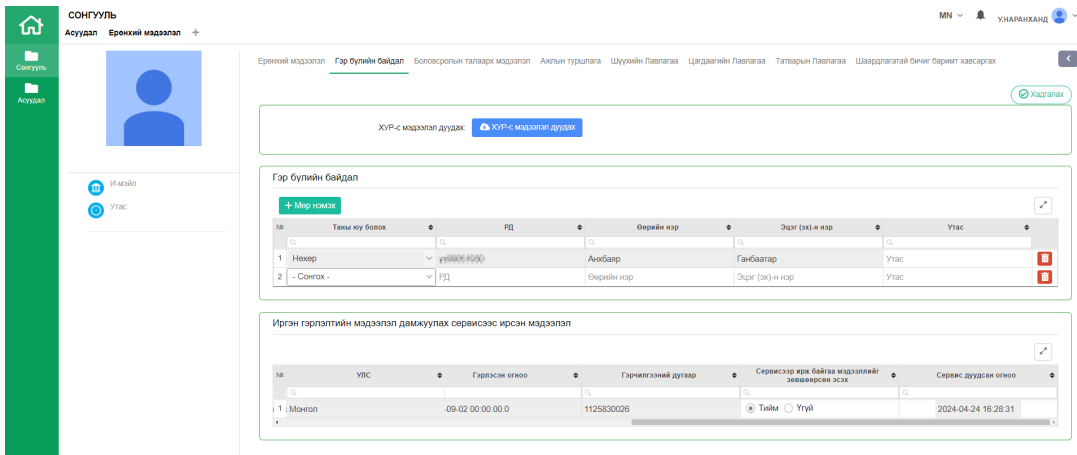 СОНГУУЛЬ
MN
У.НАРАНХАНД
Асуудал Ерөнхий мэдээлэл +
Сонгууль
Асуудал
Ерөнхий мэдээлэл Гэр бүлийн байдал Боловсролын талаарх мэдээлэл Ажлын туршлага Шүүхийн Лавлагаа Цагдаагийн Лавлагаа Татварын Лавлагаа Шаардлагатай бичиг баримт хавсаргах
Хадгалах
ХУР-с мэдээлэл дуудах: ХУР-с мэдээлэл дуудах
И-мэйл
Утас
Гэр бүлийн байдал
+ Мөр нэмэх
№ Таны юу болох РД Өөрийн нэр Эцэг (эх)-н нэр Утас
1 Нөхөр Анхбаяр Ганбаатар Утас
2 - Сонгох - РД Өөрийн нэр Эцэг (эх)-н нэр Утас
Иргэн гэрлэлтийн мэдээлэл дамжуулах сервисээс ирсэн мэдээлэл
№ УЛС Гэрлэсэн огноо Гэрчилгээний дугаар Сервисээр ирж байгаа мэдээллийг зөвшөөрсөн эсэх Сервис дуудсан огноо
1 Монгол -09-02 00:00:00.0 1125830026 Тийм Үгүй 2024-04-24 16:28:31